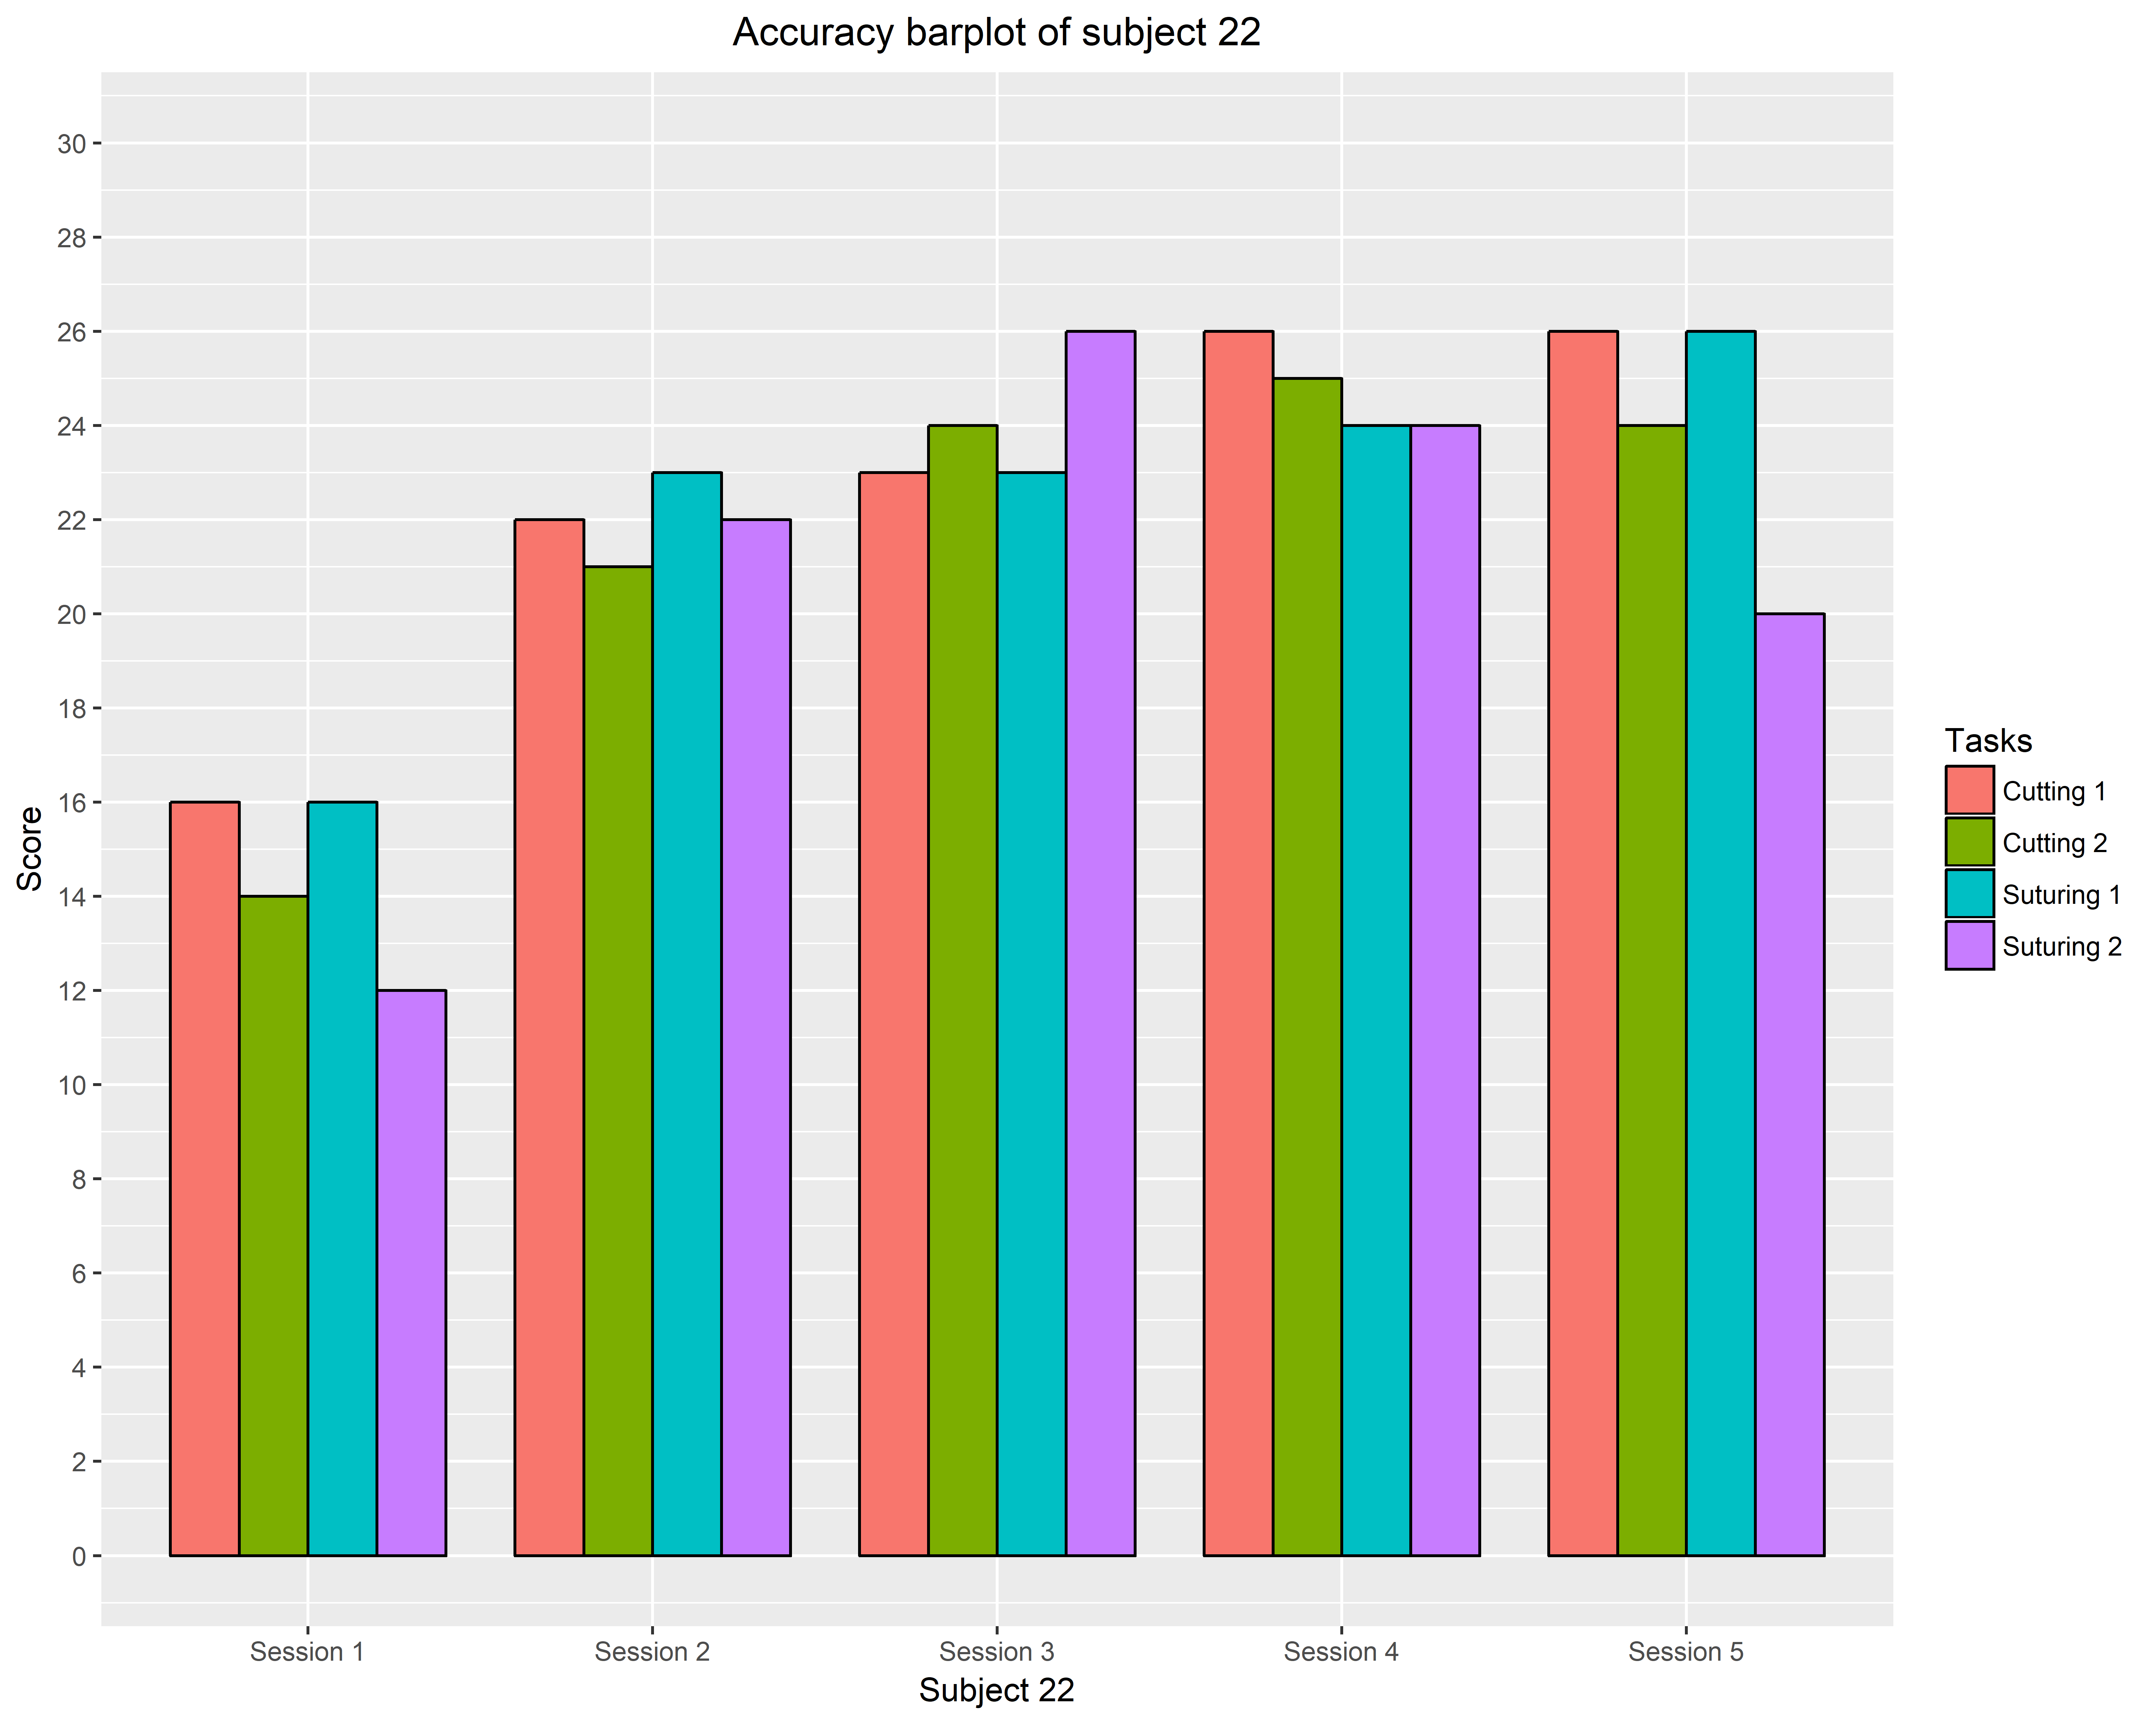 Accuracy barplot of subject 22
30
28
26
24
22
20
18
16
14
12
10
8
6
4
2
0
Score
Session 1
Session 2
Session 3
Session 4
Session 5
Subject 22
Tasks
Cutting 1
Cutting 2
Suturing 1
Suturing 2